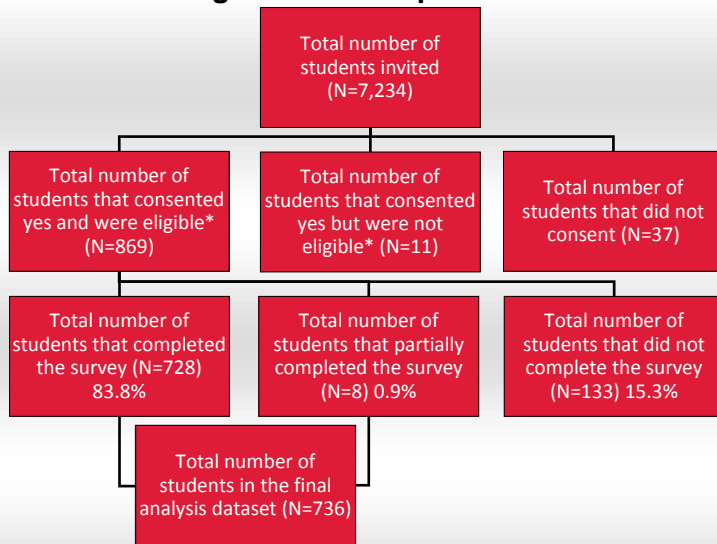 Total number of
students invited
(N=7,234)
Total number of
students that consented
yes and were eligible*
(N=869)
Total number of
students that consented
yes but were not
eligible* (N=11)
Total number of
students that did not
consent (N=37)
Total number of
students that completed
the survey (N=728)
83.8%
Total number of
students that partially
completed the survey
(N=8) 0.9%
Total number of
students that did not
complete the survey
(N=133) 15.3%
Total number of
students in the final
analysis dataset (N=736)